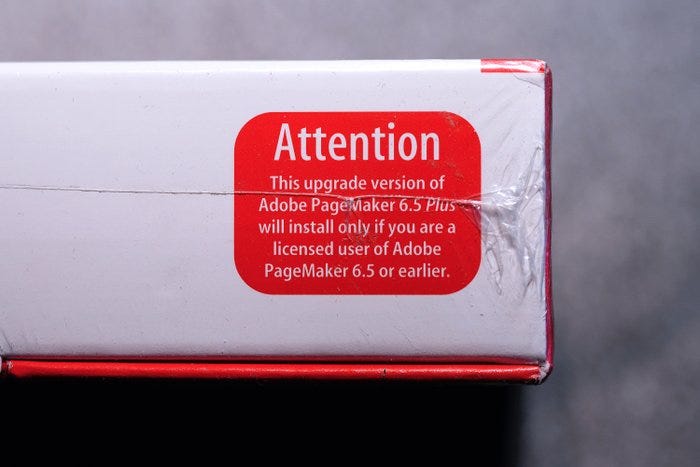 Attention
This upgrade version of
Adobe PageMaker 6.5 Plus
will install only if you are a
licensed user of Adobe
PageMaker 6.5 or earlier.